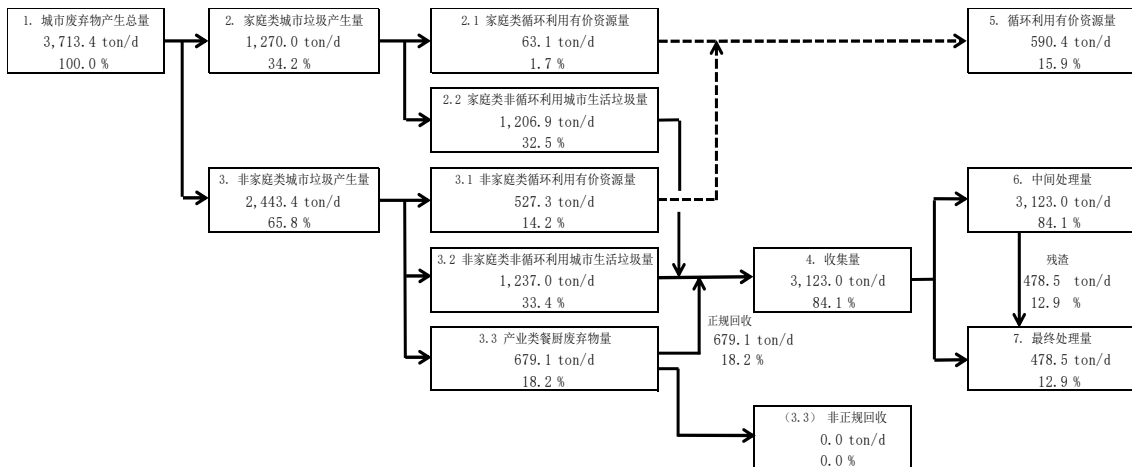 1. 城市废弃物产生总量
3,713.4 ton/d
100.0 %
2. 家庭类城市垃圾产生量
1,270.0 ton/d
34.2 %
2.1 家庭类循环利用有价资源量
63.1 ton/d
1.7 %
5. 循环利用有价资源量
590.4 ton/d
15.9 %
2.2 家庭类非循环利用城市生活垃圾量
1,206.9 ton/d
32.5 %
3. 非家庭类城市垃圾产生量
2,443.4 ton/d
65.8 %
3.1 非家庭类循环利用有价资源量
527.3 ton/d
14.2 %
6. 中间处理量
3,123.0 ton/d
84.1 %
3.2 非家庭类非循环利用城市生活垃圾量
1,237.0 ton/d
33.4 %
4. 收集量
3,123.0 ton/d
84.1 %
残渣
478.5 ton/d
12.9 %
3.3 产业类餐厨废弃物量
679.1 ton/d
18.2 %
正规回收
679.1 ton/d
18.2 %
7. 最终处理量
478.5 ton/d
12.9 %
（3.3） 非正规回收
0.0 ton/d
0.0 %